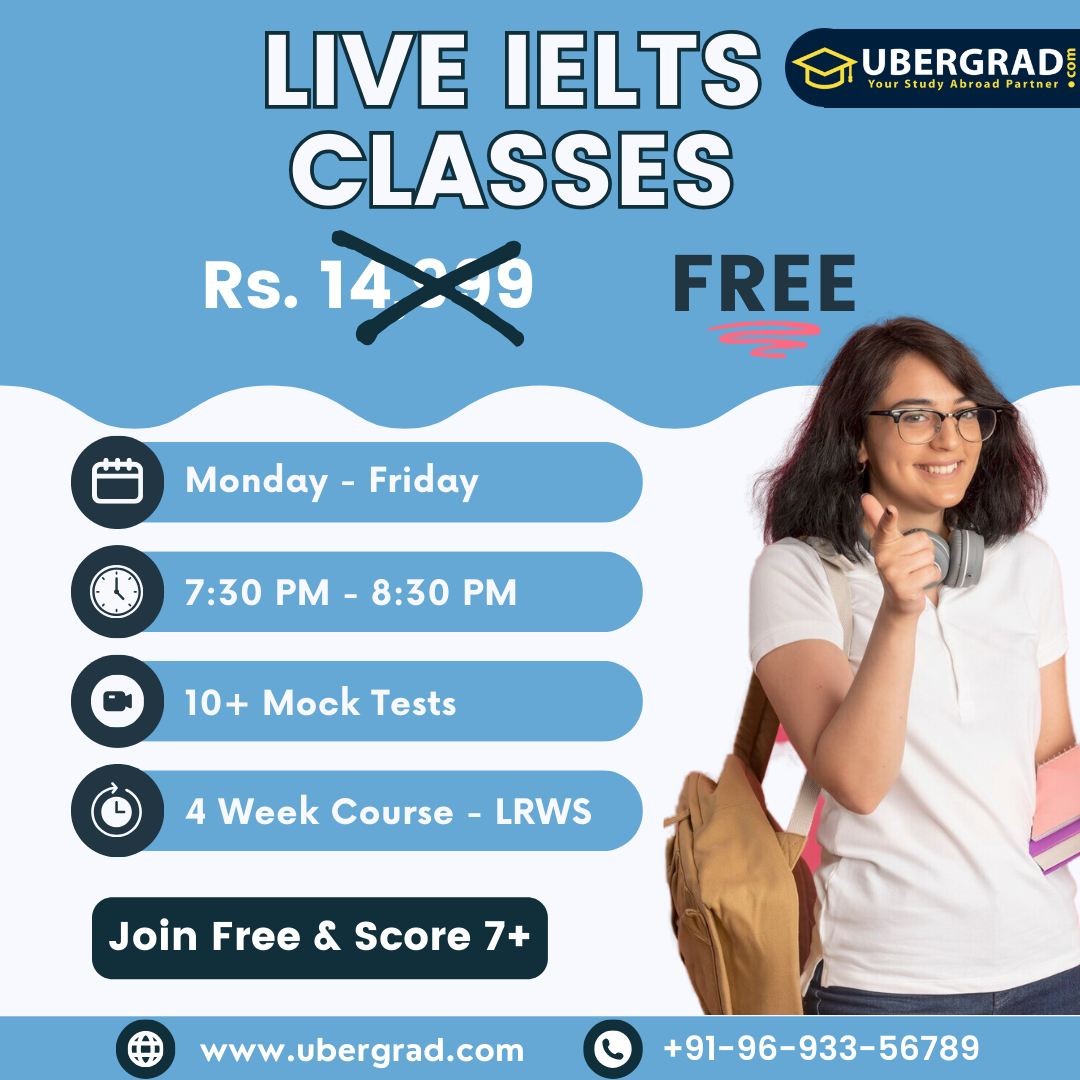 LIVE IELTS
CLASSES
UBERGRAD.com
Your Study Abroad Partner
Rs. 14,999
FREE
Monday - Friday
7:30 PM - 8:30 PM
10+ Mock Tests
4 Week Course - LRWS
Join Free & Score 7+
www.ubergrad.com
+91-96-933-56789